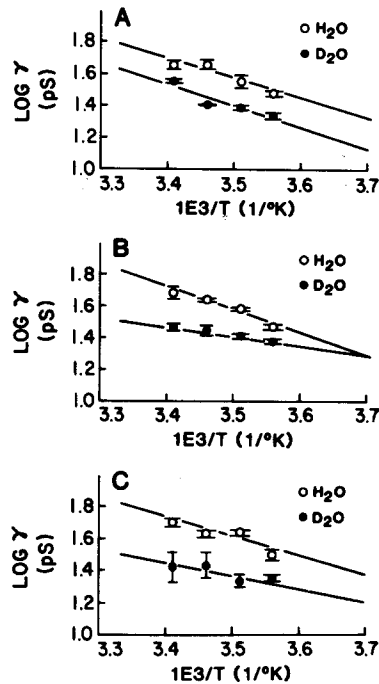 A
H₂O
D₂O
LOG γ
(pS)
1.8
1.6
1.4
1.2
1.0
3.3 3.4 3.5 3.6 3.7
1E3/T (1/°K)
B
H₂O
D₂O
LOG γ
(pS)
1.8
1.6
1.4
1.2
1.0
3.3 3.4 3.5 3.6 3.7
1E3/T (1/°K)
C
H₂O
D₂O
LOG γ
(pS)
1.8
1.6
1.4
1.2
1.0
3.3 3.4 3.5 3.6 3.7
1E3/T (1/°K)